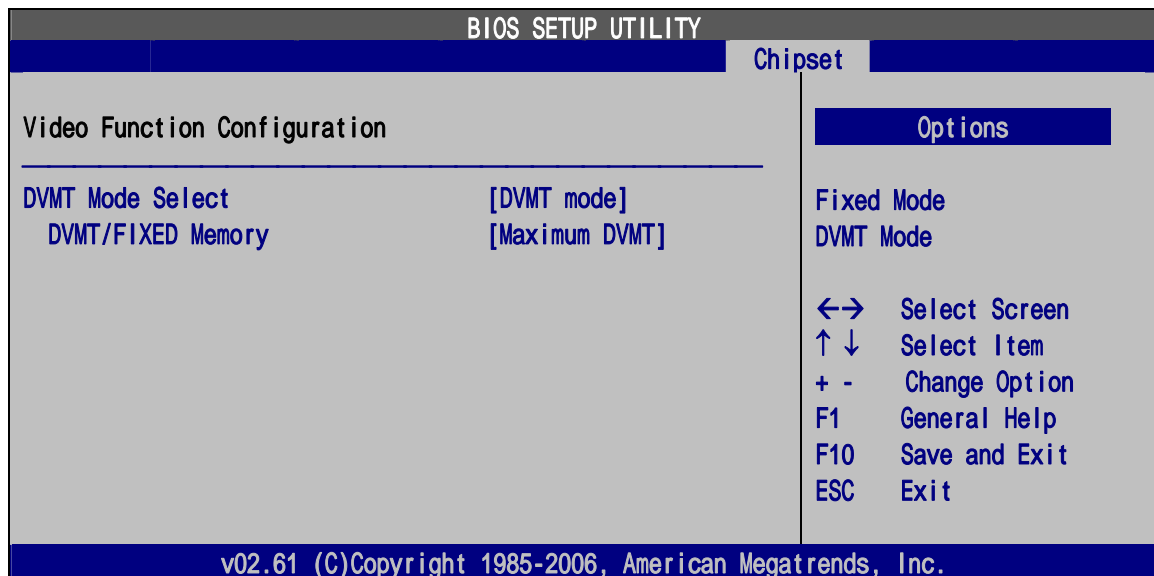 BIOS SETUP UTILITY
Chipset
Video Function Configuration
DVMT Mode Select [DVMT mode]
DVMT/FIXED Memory [Maximum DVMT]
Options
Fixed Mode
DVMT Mode
←→ Select Screen
↑ ↓ Select Item
+ - Change Option
F1 General Help
F10 Save and Exit
ESC Exit
v02.61 (C)Copyright 1985-2006, American Megatrends, Inc.